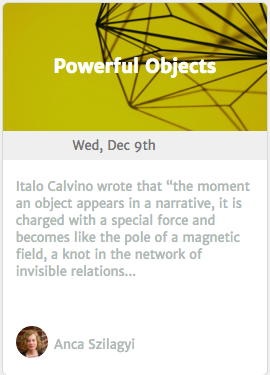 Powerful Objects
Wed, Dec 9th
Italo Calvino wrote that “the moment
an object appears in a narrative, it is
charged with a special force and
becomes like the pole of a magnetic
field, a knot in the network of
invisible relations...
Anca Szilagyi